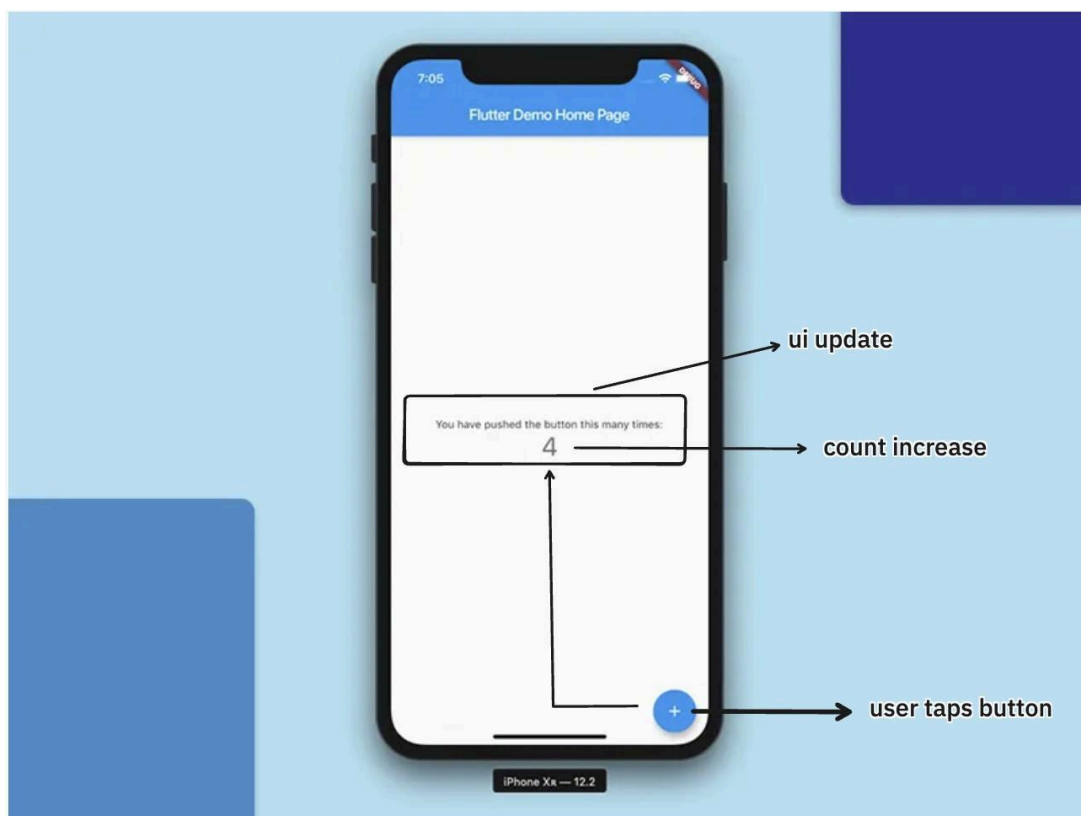 7:05
DEBUG
Flutter Demo Home Page
ui update
You have pushed the button this many times:
4
count increase
+
user taps button
iPhone Xʀ — 12.2